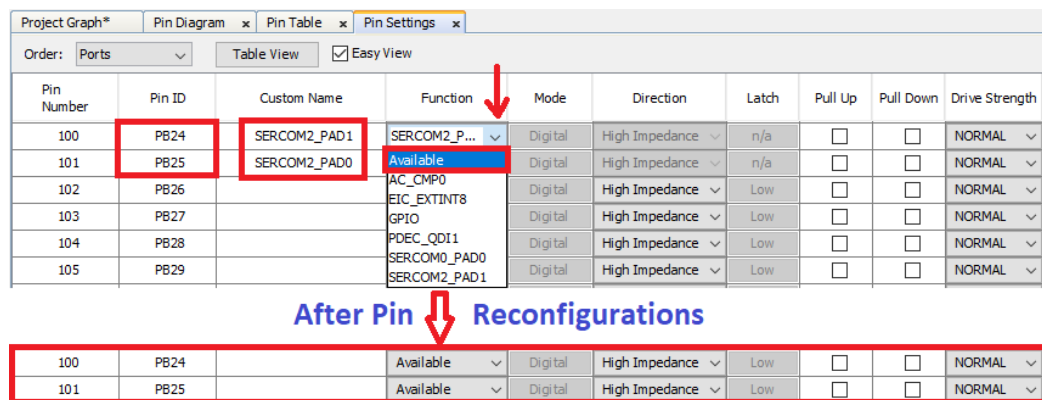 Project Graph* Pin Diagram x Pin Table x Pin Settings x
Order: Ports Table View Easy View
Pin Number Pin ID Custom Name Function Mode Direction Latch Pull Up Pull Down Drive Strength
100 PB24 SERCOM2_PAD1 SERCOM2_P... Digital High Impedance n/a NORMAL
101 PB25 SERCOM2_PAD0 Available Digital High Impedance n/a NORMAL
102 PB26 AC_CMP0 Digital High Impedance Low NORMAL
EIC_EXTINT8
103 PB27 GPIO Digital High Impedance Low NORMAL
104 PB28 PDEC_QDI1 Digital High Impedance Low NORMAL
SERCOM0_PAD0
105 PB29 SERCOM2_PAD1 Digital High Impedance Low NORMAL
After Pin Reconfigurations
100 PB24 Available Digital High Impedance Low NORMAL
101 PB25 Available Digital High Impedance Low NORMAL